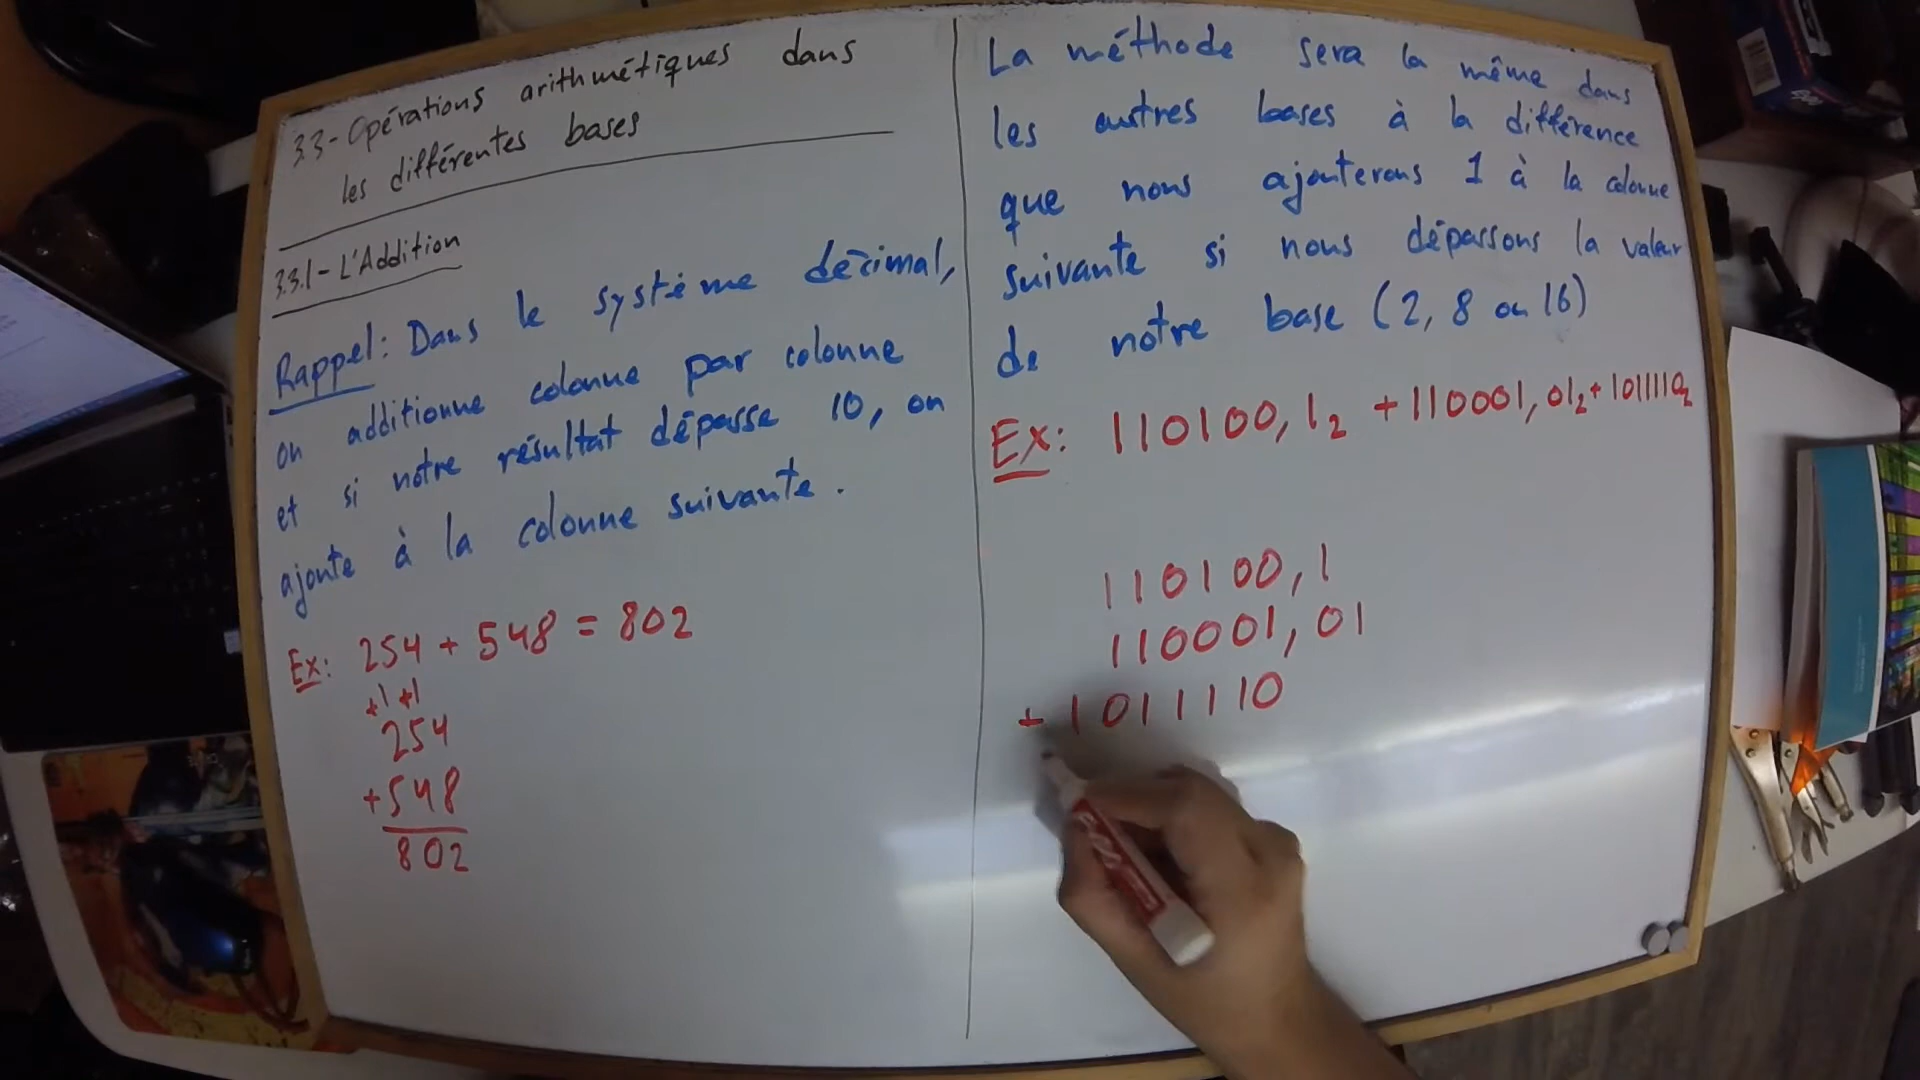 3.3- Opérations arithmétiques dans
les différentes bases
3.3.1- L'Addition
Rappel: Dans le système décimal,
on additionne colonne par colonne
et si notre résultat dépasse 10, on
ajoute à la colonne suivante.
Ex: 254 + 548 = 802
+1 +1
254
+548
802
La méthode sera la même dans
les autres bases à la différence
que nous ajouterons 1 à la colonne
suivante si nous dépassons la valeur
de notre base (2, 8 ou 16)
Ex: 110100,1₂ + 110001,01₂ + 1011110₂
110100,1
110001,01
+ 1011110